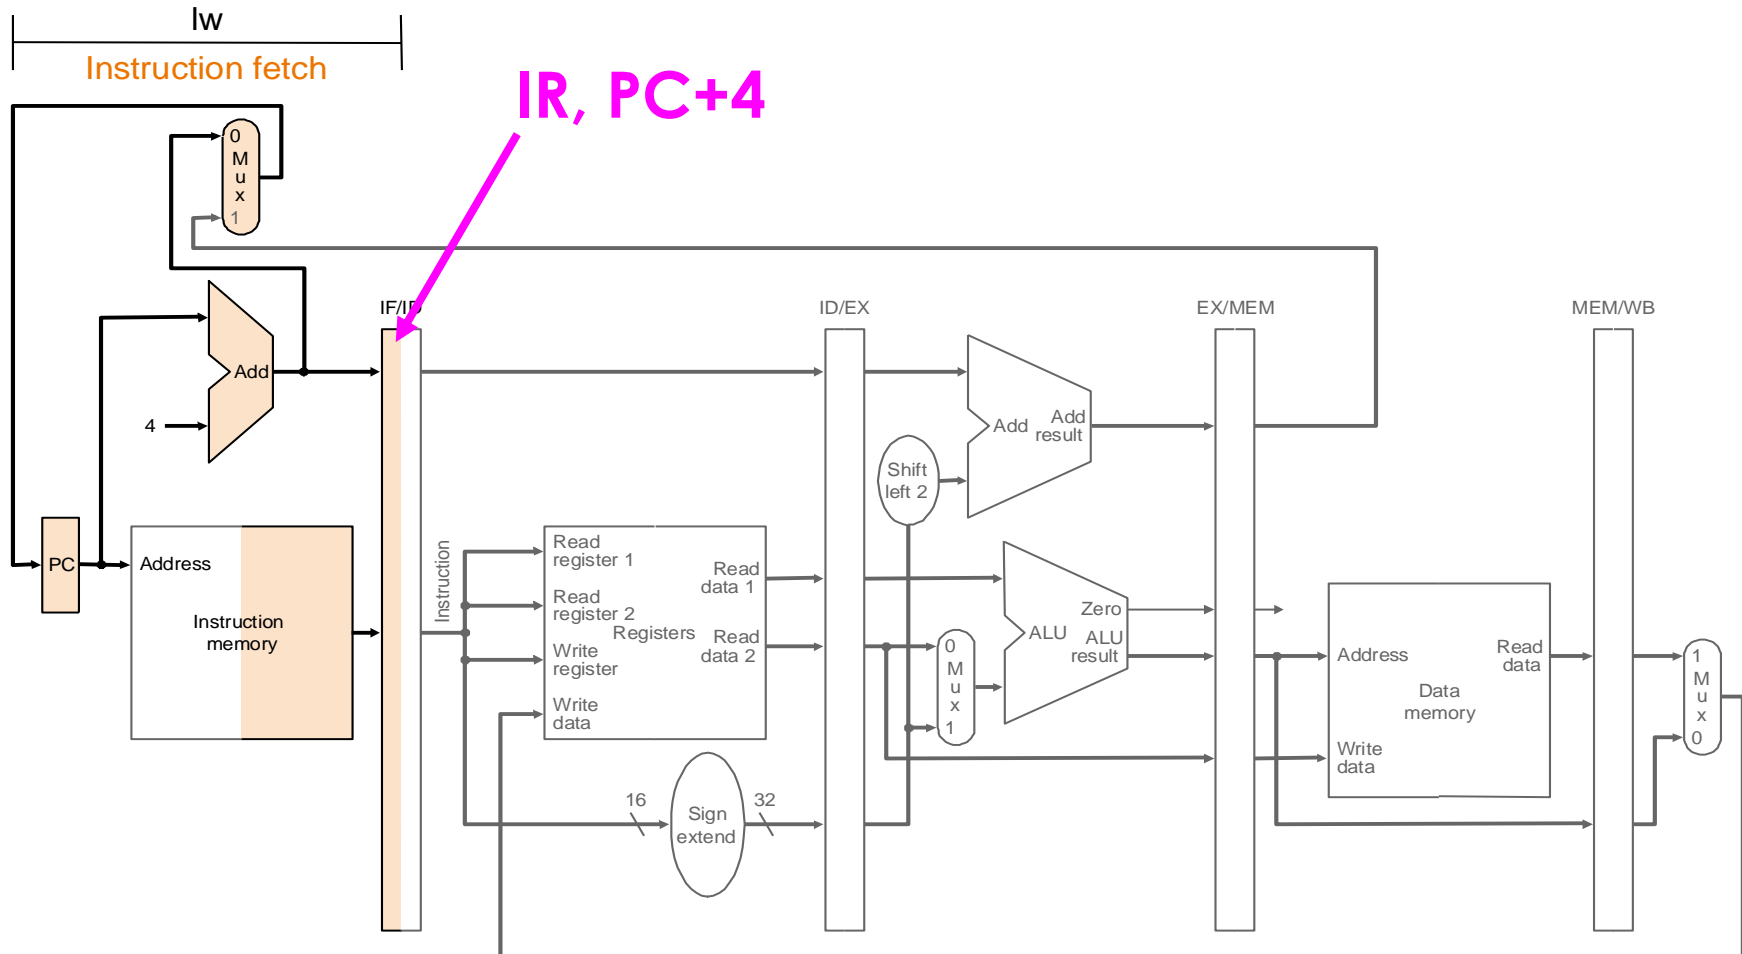 lw
Instruction fetch
IR, PC+4
0
M
u
x
1
IF/ID
ID/EX
EX/MEM
MEM/WB
Add
4
Add
Add
result
Shift
left 2
PC
Address
Instruction
memory
Instruction
Read
register 1
Read
register 2
Write
register
Write
data
Registers
Read
data 1
Read
data 2
0
M
u
x
1
Zero
ALU
ALU
result
Address
Read
data
Data
memory
Write
data
1
M
u
x
0
16
Sign
extend
32